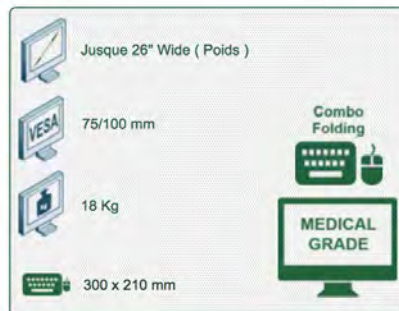 Jusque 26" Wide ( Poids )
VESA
75/100 mm
18 Kg
300 x 210 mm
Combo
Folding
MEDICAL
GRADE